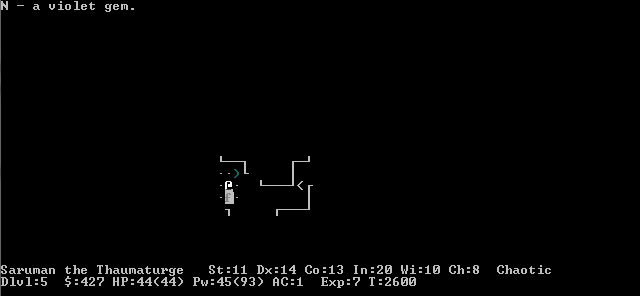 N - a violet gem.
Saruman the Thaumaturge St:11 Dx:14 Co:13 In:20 Wi:10 Ch:8 Chaotic
Dlvl:5 $:427 HP:44(44) Pw:45(93) AC:1 Exp:7 T:2600